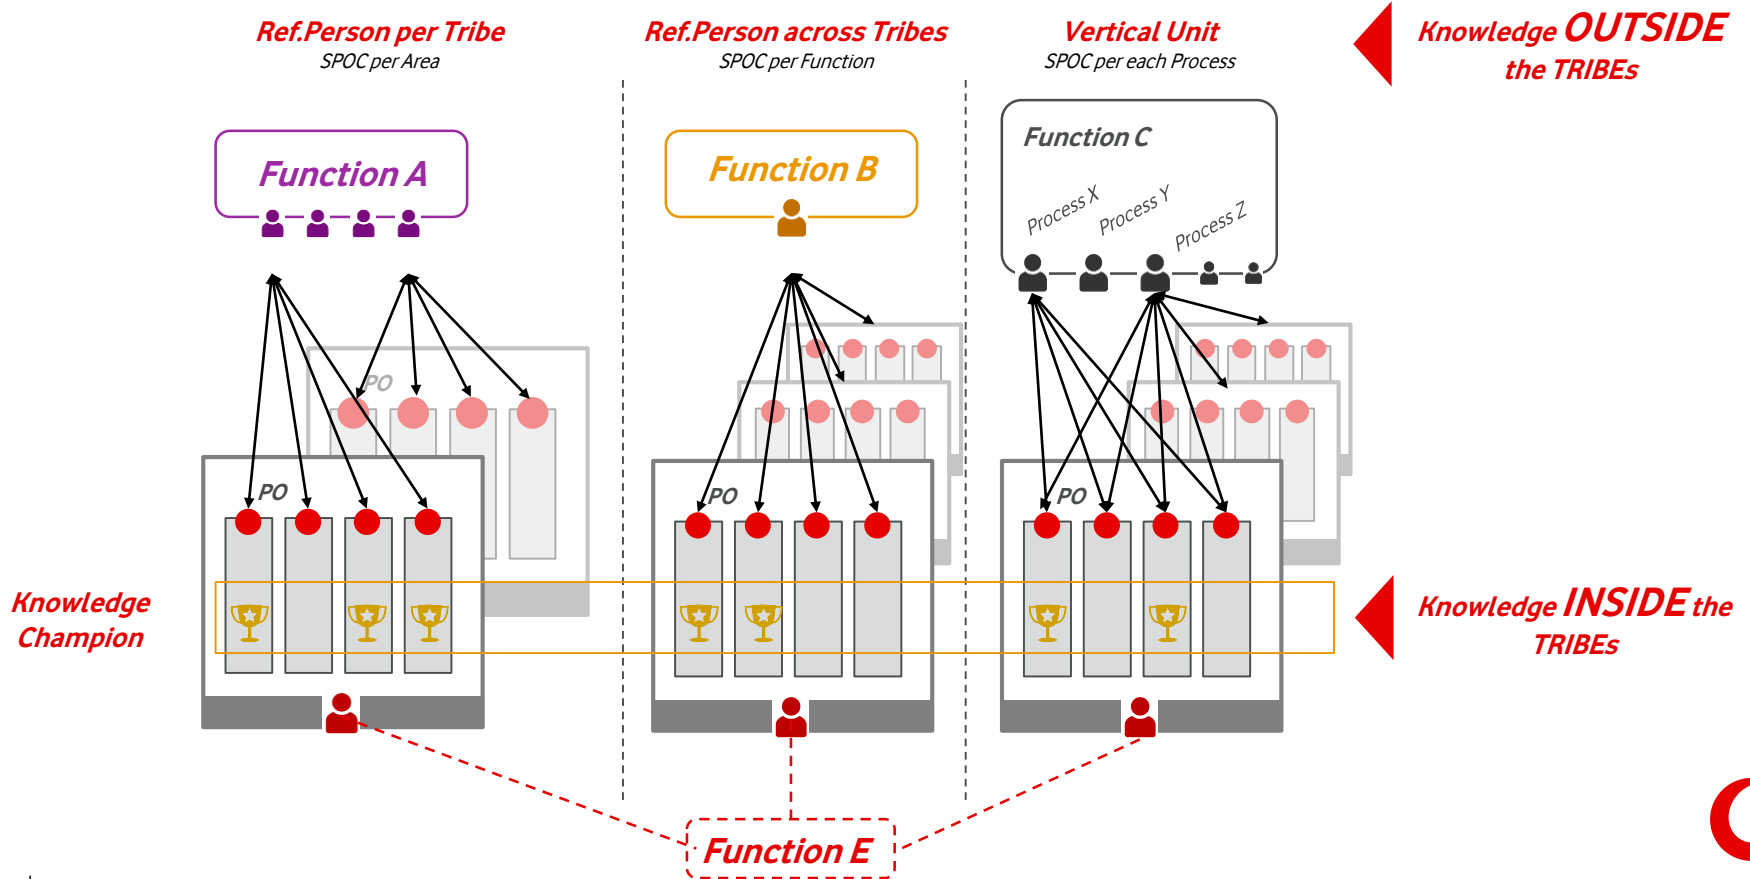 Ref.Person per Tribe
SPOC per Area
Ref.Person across Tribes
SPOC per Function
Vertical Unit
SPOC per each Process
Knowledge OUTSIDE
the TRIBEs
Function A
Function B
Function C
Process X
Process Y
Process Z
PO
PO
PO
PO
Knowledge
Champion
Knowledge INSIDE the
TRIBEs
Function E